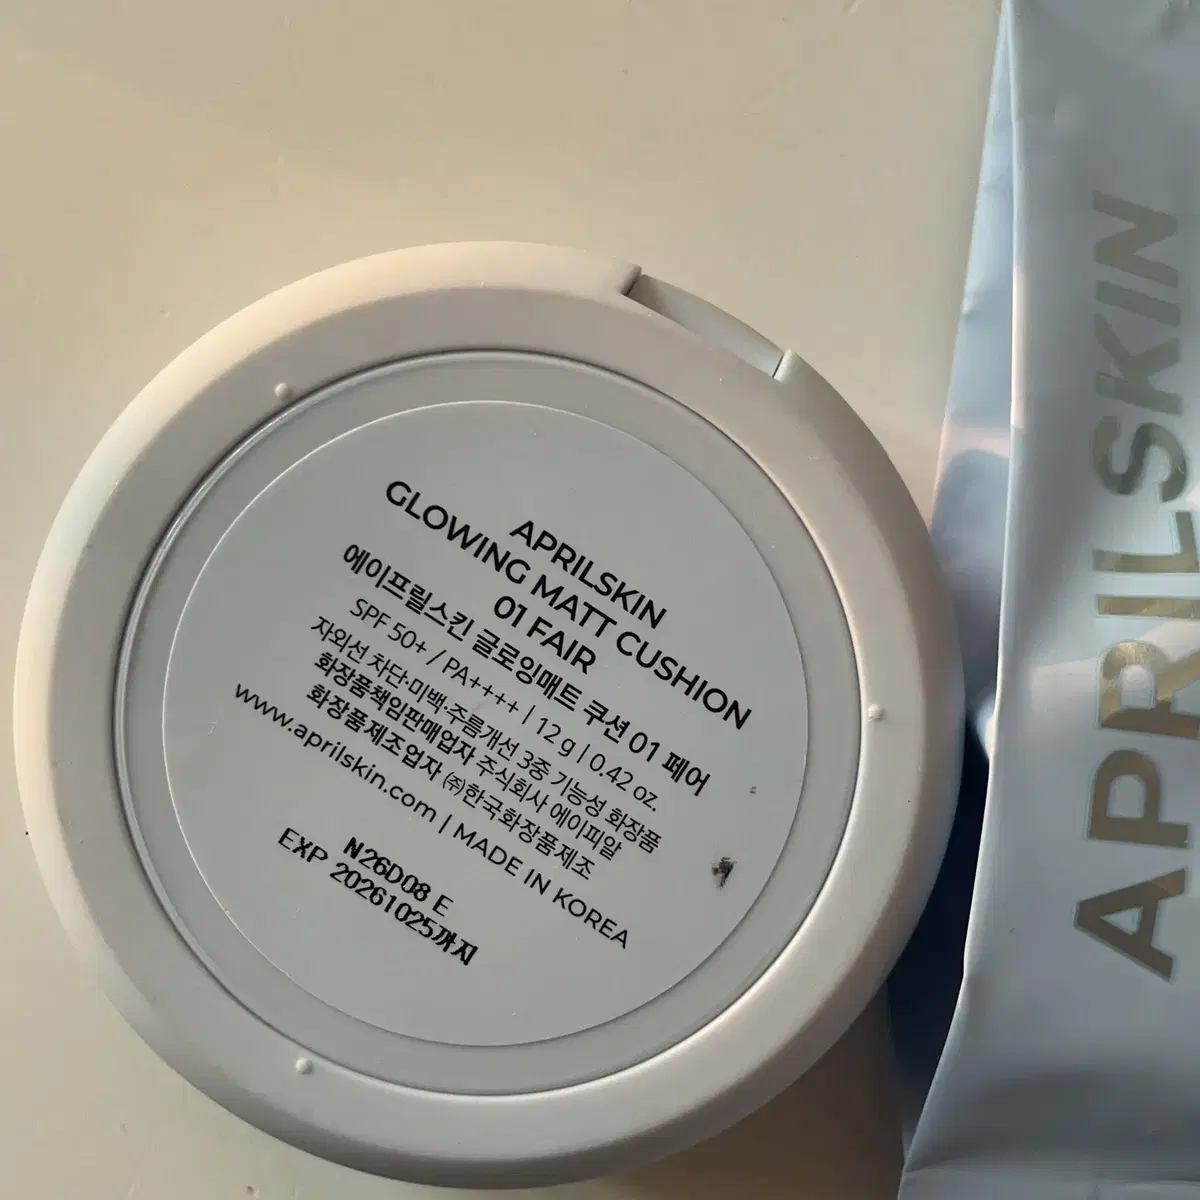 APRILSKIN
GLOWING MATT CUSHION
01 FAIR
에이프릴스킨 글로잉매트 쿠션 01 페어
SPF 50+ / PA++++ | 12 g | 0.42 oz.
자외선 차단·미백·주름개선 3중 기능성 화장품
화장품책임판매업자 주식회사 에이피알
화장품제조업자 ㈜한국화장품제조
www.aprilskin.com | MADE IN KOREA
N26D08 E
EXP 20261025까지
APRILSKIN